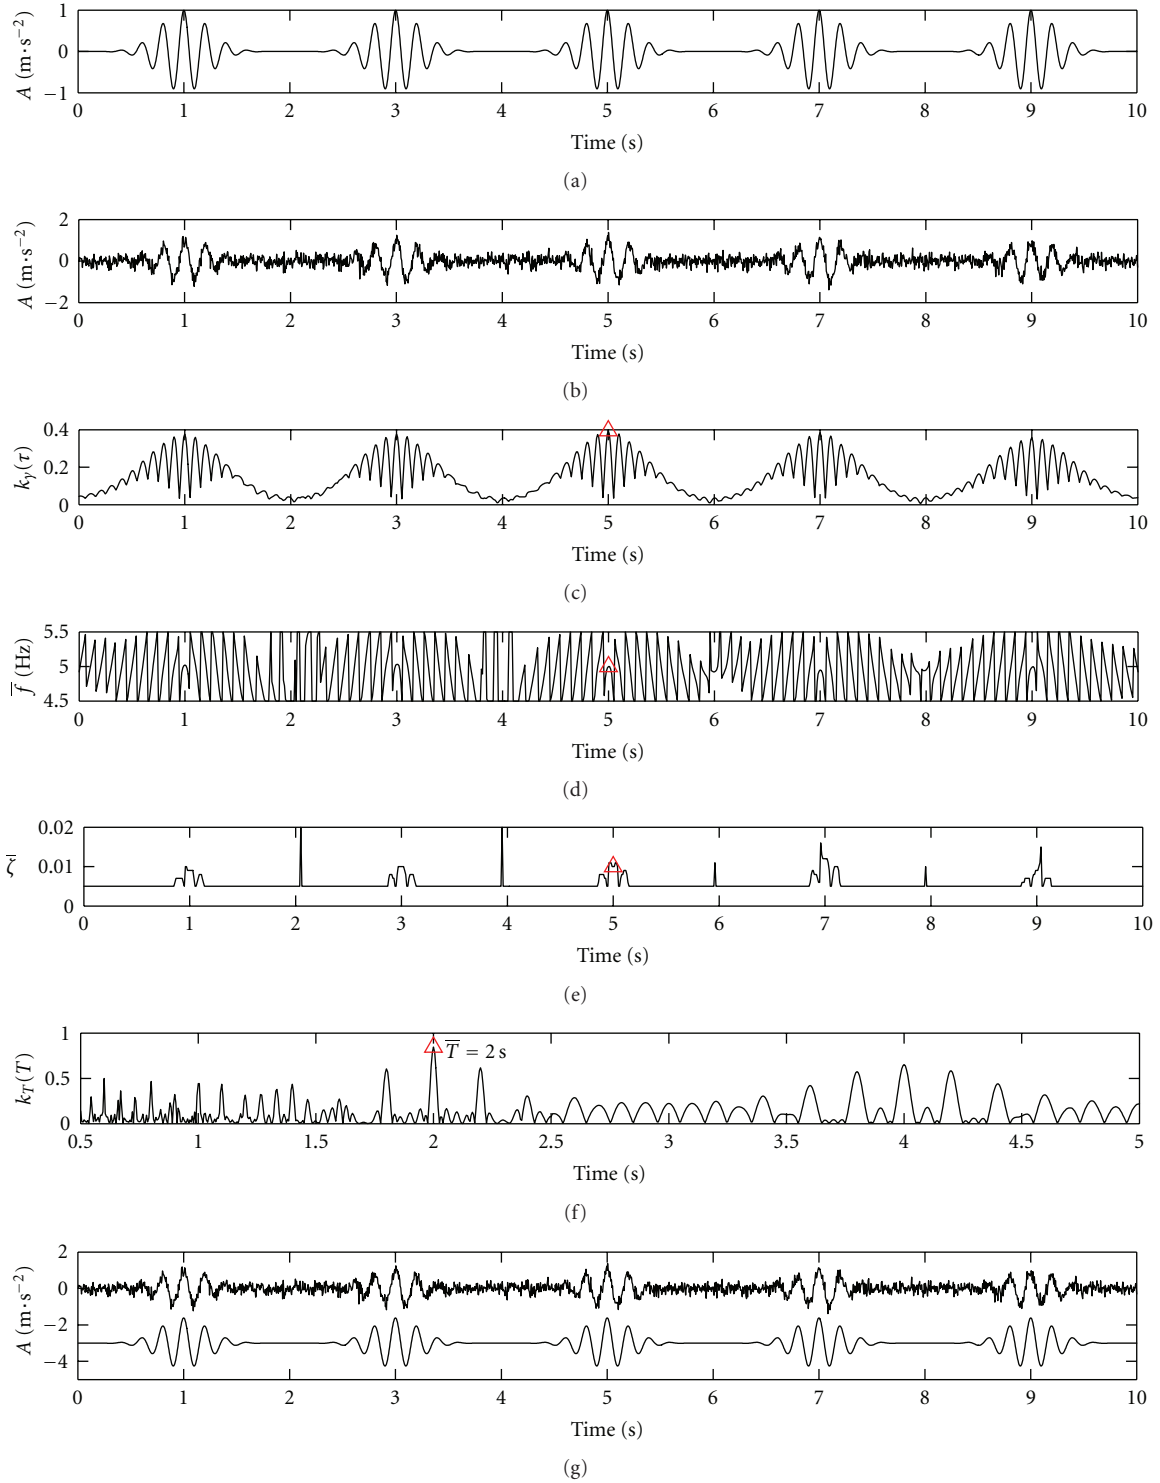 1
0
−1
A (m·s−2)
0 1 2 3 4 5 6 7 8 9 10
Time (s)
(a)
2
0
−2
A (m·s−2)
0 1 2 3 4 5 6 7 8 9 10
Time (s)
(b)
0.4
0.2
0
kγ(τ)
0 1 2 3 4 5 6 7 8 9 10
Time (s)
(c)
5.5
5
4.5
f̅ (Hz)
0 1 2 3 4 5 6 7 8 9 10
Time (s)
(d)
0.02
0.01
0
ζ̅
0 1 2 3 4 5 6 7 8 9 10
Time (s)
(e)
1
0.5
0
kT(T)
T̅ = 2 s
0.5 1 1.5 2 2.5 3 3.5 4 4.5 5
Time (s)
(f)
2
0
−2
−4
A (m·s−2)
0 1 2 3 4 5 6 7 8 9 10
Time (s)
(g)